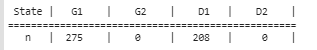 State | G1 | G2 | D1 | D2 |
==================================================
n | 275 | 0 | 208 | 0 |